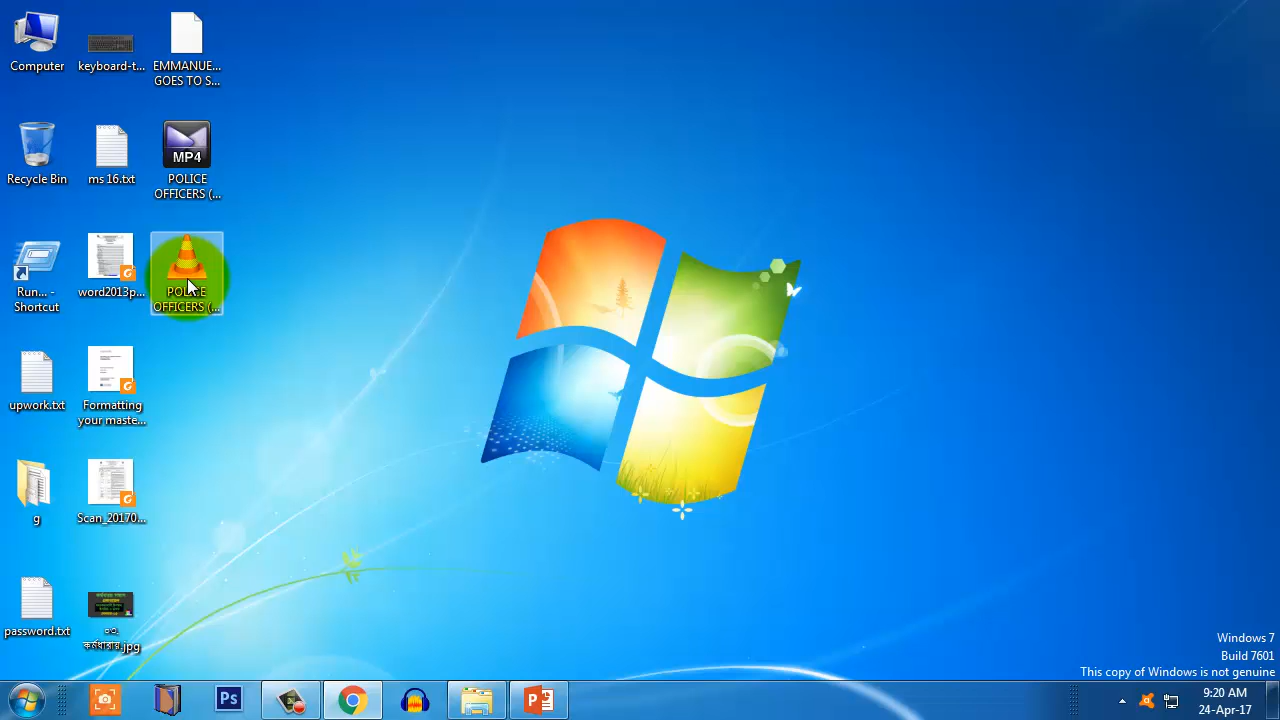 Computer
keyboard-t...
EMMANUE...
GOES TO S...
Recycle Bin
ms 16.txt
MP4
POLICE
OFFICERS (...
Run... -
Shortcut
word2013p...
POLICE
OFFICERS (...
upwork.txt
Formatting
your maste...
g
Scan_20170...
password.txt
Ps
Windows 7
Build 7601
This copy of Windows is not genuine
9:20 AM
24-Apr-17